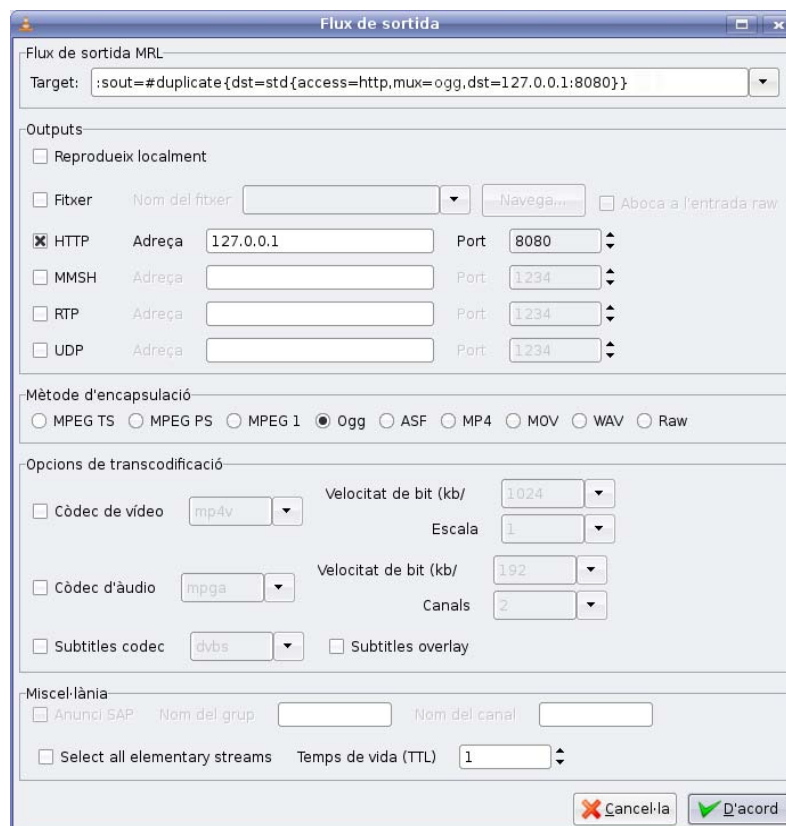 Flux de sortida
Flux de sortida MRL
Target: :sout=#duplicate{dst=std{access=http,mux=ogg,dst=127.0.0.1:8080}}
Outputs
Reprodueix localment
Fitxer Nom del fitxer Navega... Aboca a l'entrada raw
HTTP Adreça 127.0.0.1 Port 8080
MMSH Adreça Port 1234
RTP Adreça Port 1234
UDP Adreça Port 1234
Mètode d'encapsulació
MPEG TS MPEG PS MPEG 1 Ogg ASF MP4 MOV WAV Raw
Opcions de transcodificació
Còdec de vídeo mp4v Velocitat de bit (kb/ 1024
Escala 1
Còdec d'àudio mpga Velocitat de bit (kb/ 192
Canals 2
Subtitles codec dvbs Subtitles overlay
Miscel·lània
Anunci SAP Nom del grup Nom del canal
Select all elementary streams Temps de vida (TTL) 1
Cancel·la D'acord